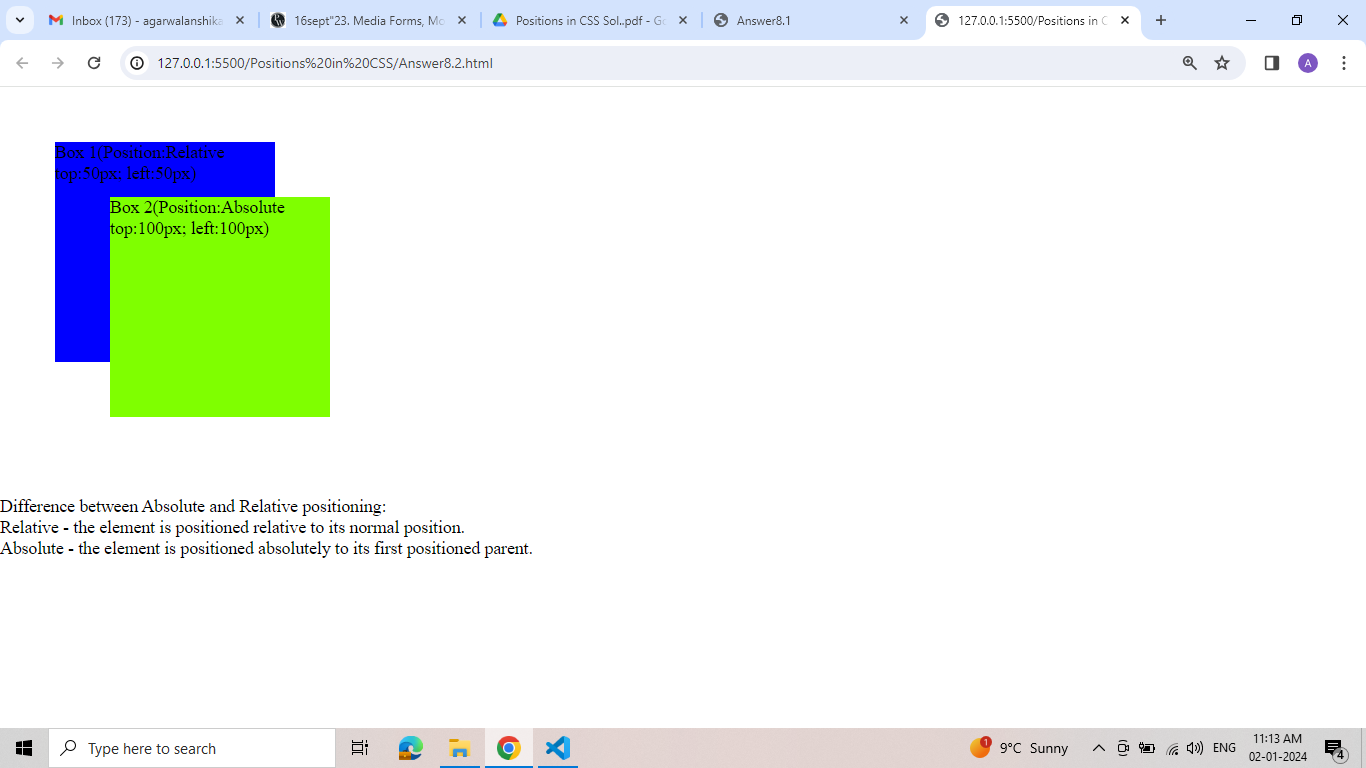 Inbox (173) - agarwalanshika
16sept"23. Media Forms, Mo
Positions in CSS Sol..pdf - Go
Answer8.1
127.0.0.1:5500/Positions in C
127.0.0.1:5500/Positions%20in%20CSS/Answer8.2.html
A
Box 1(Position:Relative
top:50px; left:50px)
Box 2(Position:Absolute
top:100px; left:100px)
Difference between Absolute and Relative positioning:
Relative - the element is positioned relative to its normal position.
Absolute - the element is positioned absolutely to its first positioned parent.
Type here to search
1
9°C Sunny
ENG
11:13 AM
02-01-2024
4